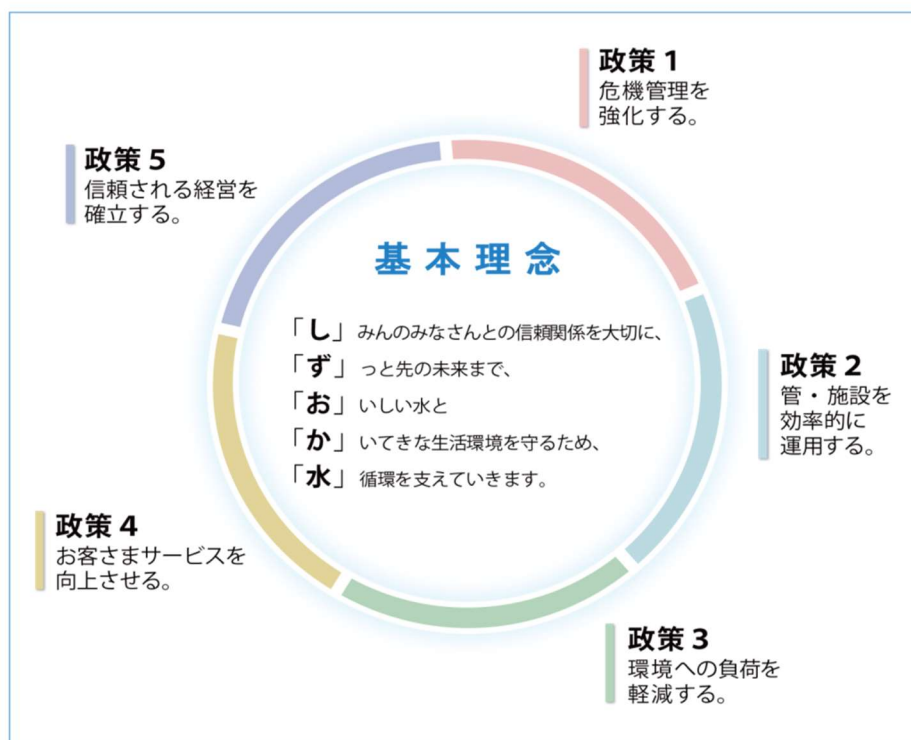 政策 1
危機管理を
強化する。
政策 5
信頼される経営を
確立する。
基本理念
「し」みんのみなさんとの信頼関係を大切に、
「ず」っと先の未来まで、
「お」いしい水と
「か」いてきな生活環境を守るため、
「水」循環を支えていきます。
政策 2
管・施設を
効率的に
運用する。
政策 4
お客さまサービスを
向上させる。
政策 3
環境への負荷を
軽減する。